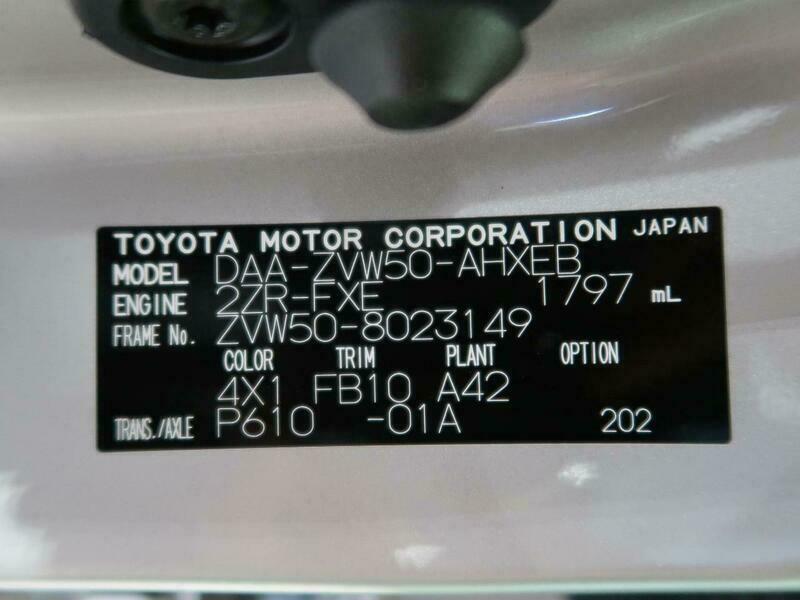 TOYOTA MOTOR CORPORATION JAPAN
MODEL DAA-ZVW50-AHXEB
ENGINE 2ZR-FXE 1797 mL
FRAME No. ZVW50-8023149
COLOR TRIM PLANT OPTION
4X1 FB10 A42
TRANS./AXLE P610 -01A 202